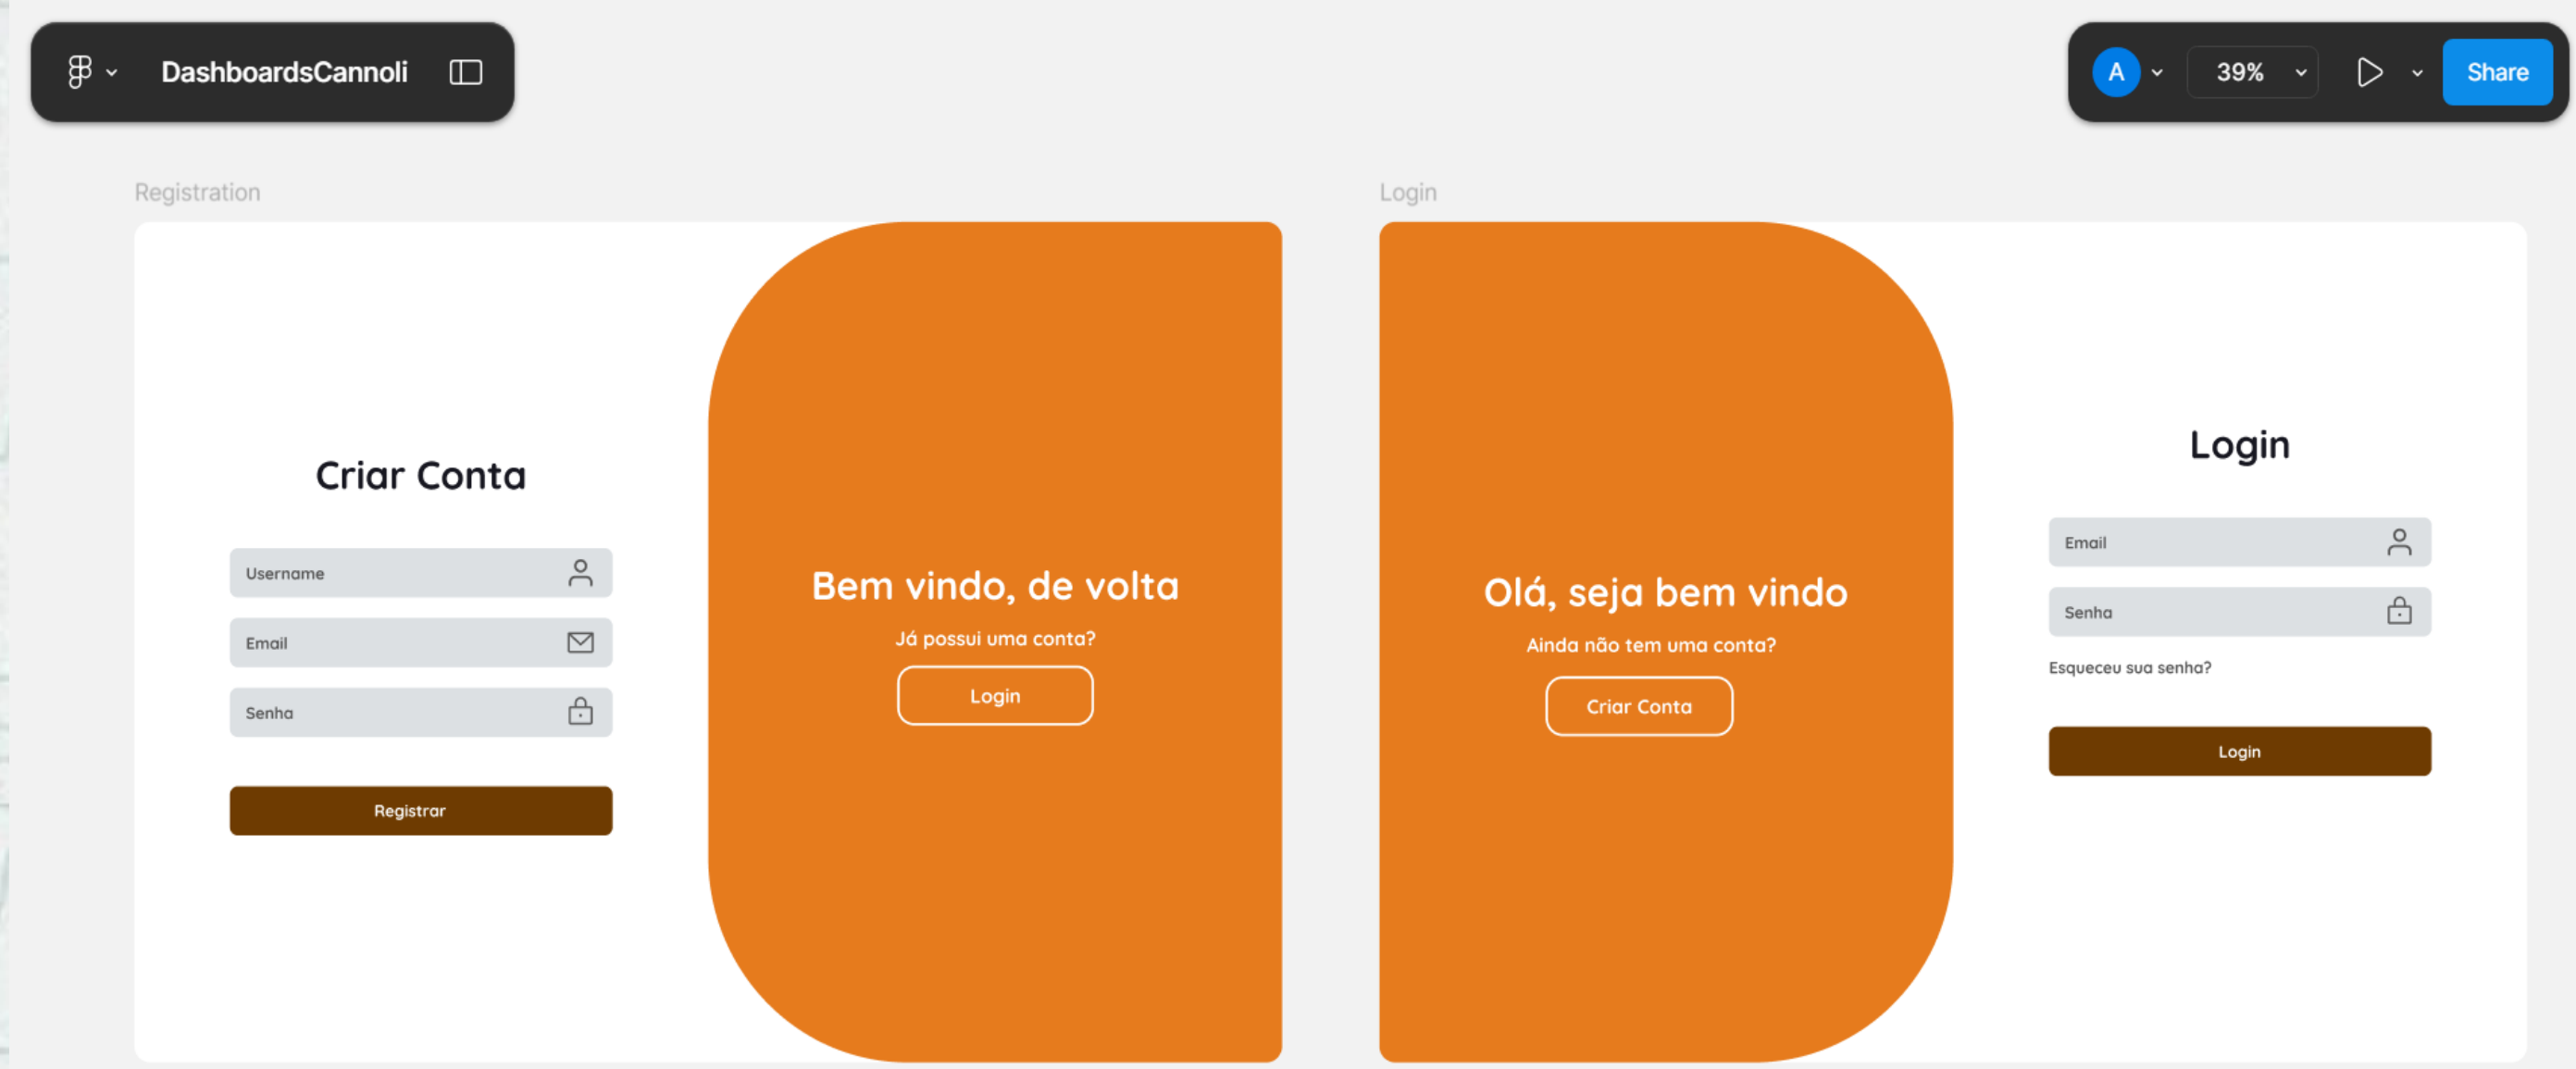 DashboardsCannoli
A
39%
Share
Registration
Criar Conta
Username
Email
Senha
Registrar
Bem vindo, de volta
Já possui uma conta?
Login
Login
Olá, seja bem vindo
Ainda não tem uma conta?
Criar Conta
Login
Email
Senha
Esqueceu sua senha?
Login